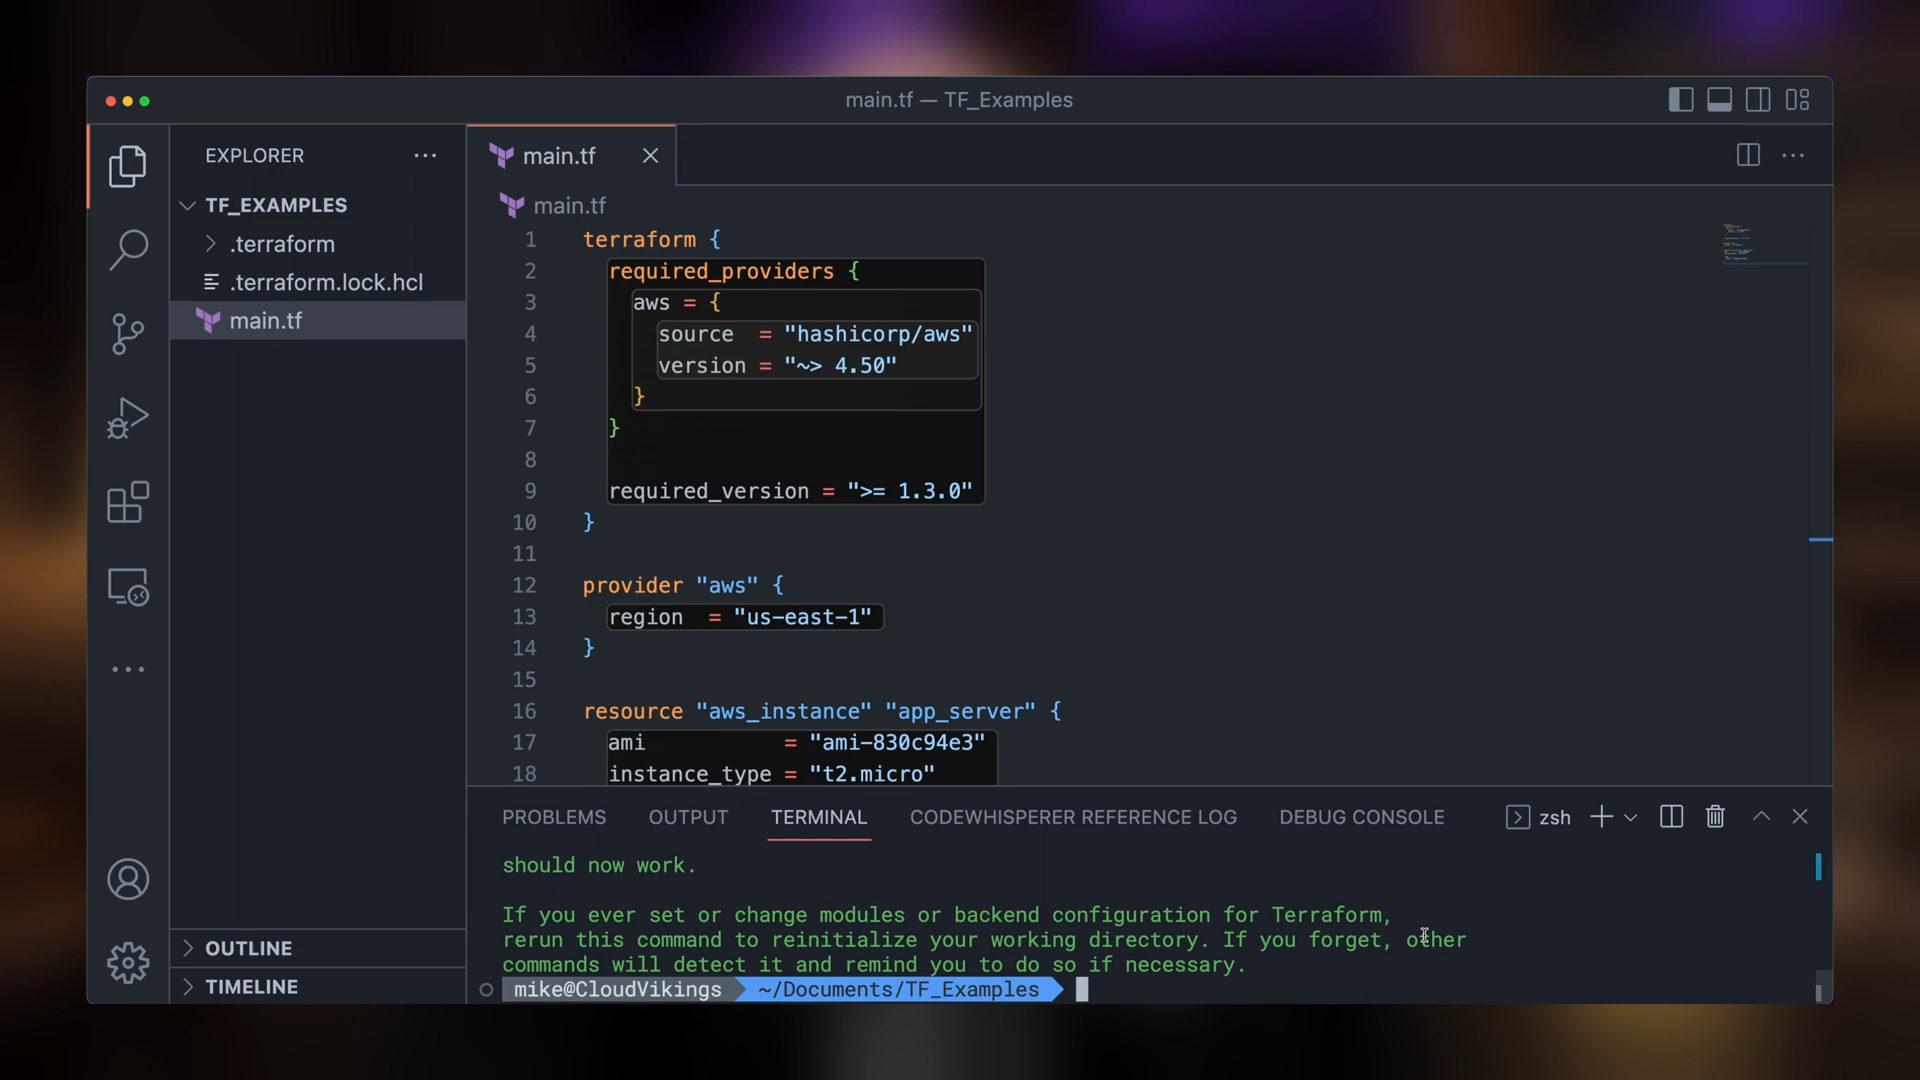 main.tf — TF_Examples
EXPLORER
TF_EXAMPLES
.terraform
.terraform.lock.hcl
main.tf
OUTLINE
TIMELINE
main.tf
main.tf
1 terraform {
2 required_providers {
3 aws = {
4 source  = "hashicorp/aws"
5 version = "~> 4.50"
6 }
7 }
8
9 required_version = ">= 1.3.0"
10 }
11
12 provider "aws" {
13 region  = "us-east-1"
14 }
15
16 resource "aws_instance" "app_server" {
17 ami           = "ami-830c94e3"
18 instance_type = "t2.micro"
PROBLEMS OUTPUT TERMINAL CODEWHISPERER REFERENCE LOG DEBUG CONSOLE zsh
should now work.
If you ever set or change modules or backend configuration for Terraform,
rerun this command to reinitialize your working directory. If you forget, other
commands will detect it and remind you to do so if necessary.
mike@CloudVikings ~/Documents/TF_Examples